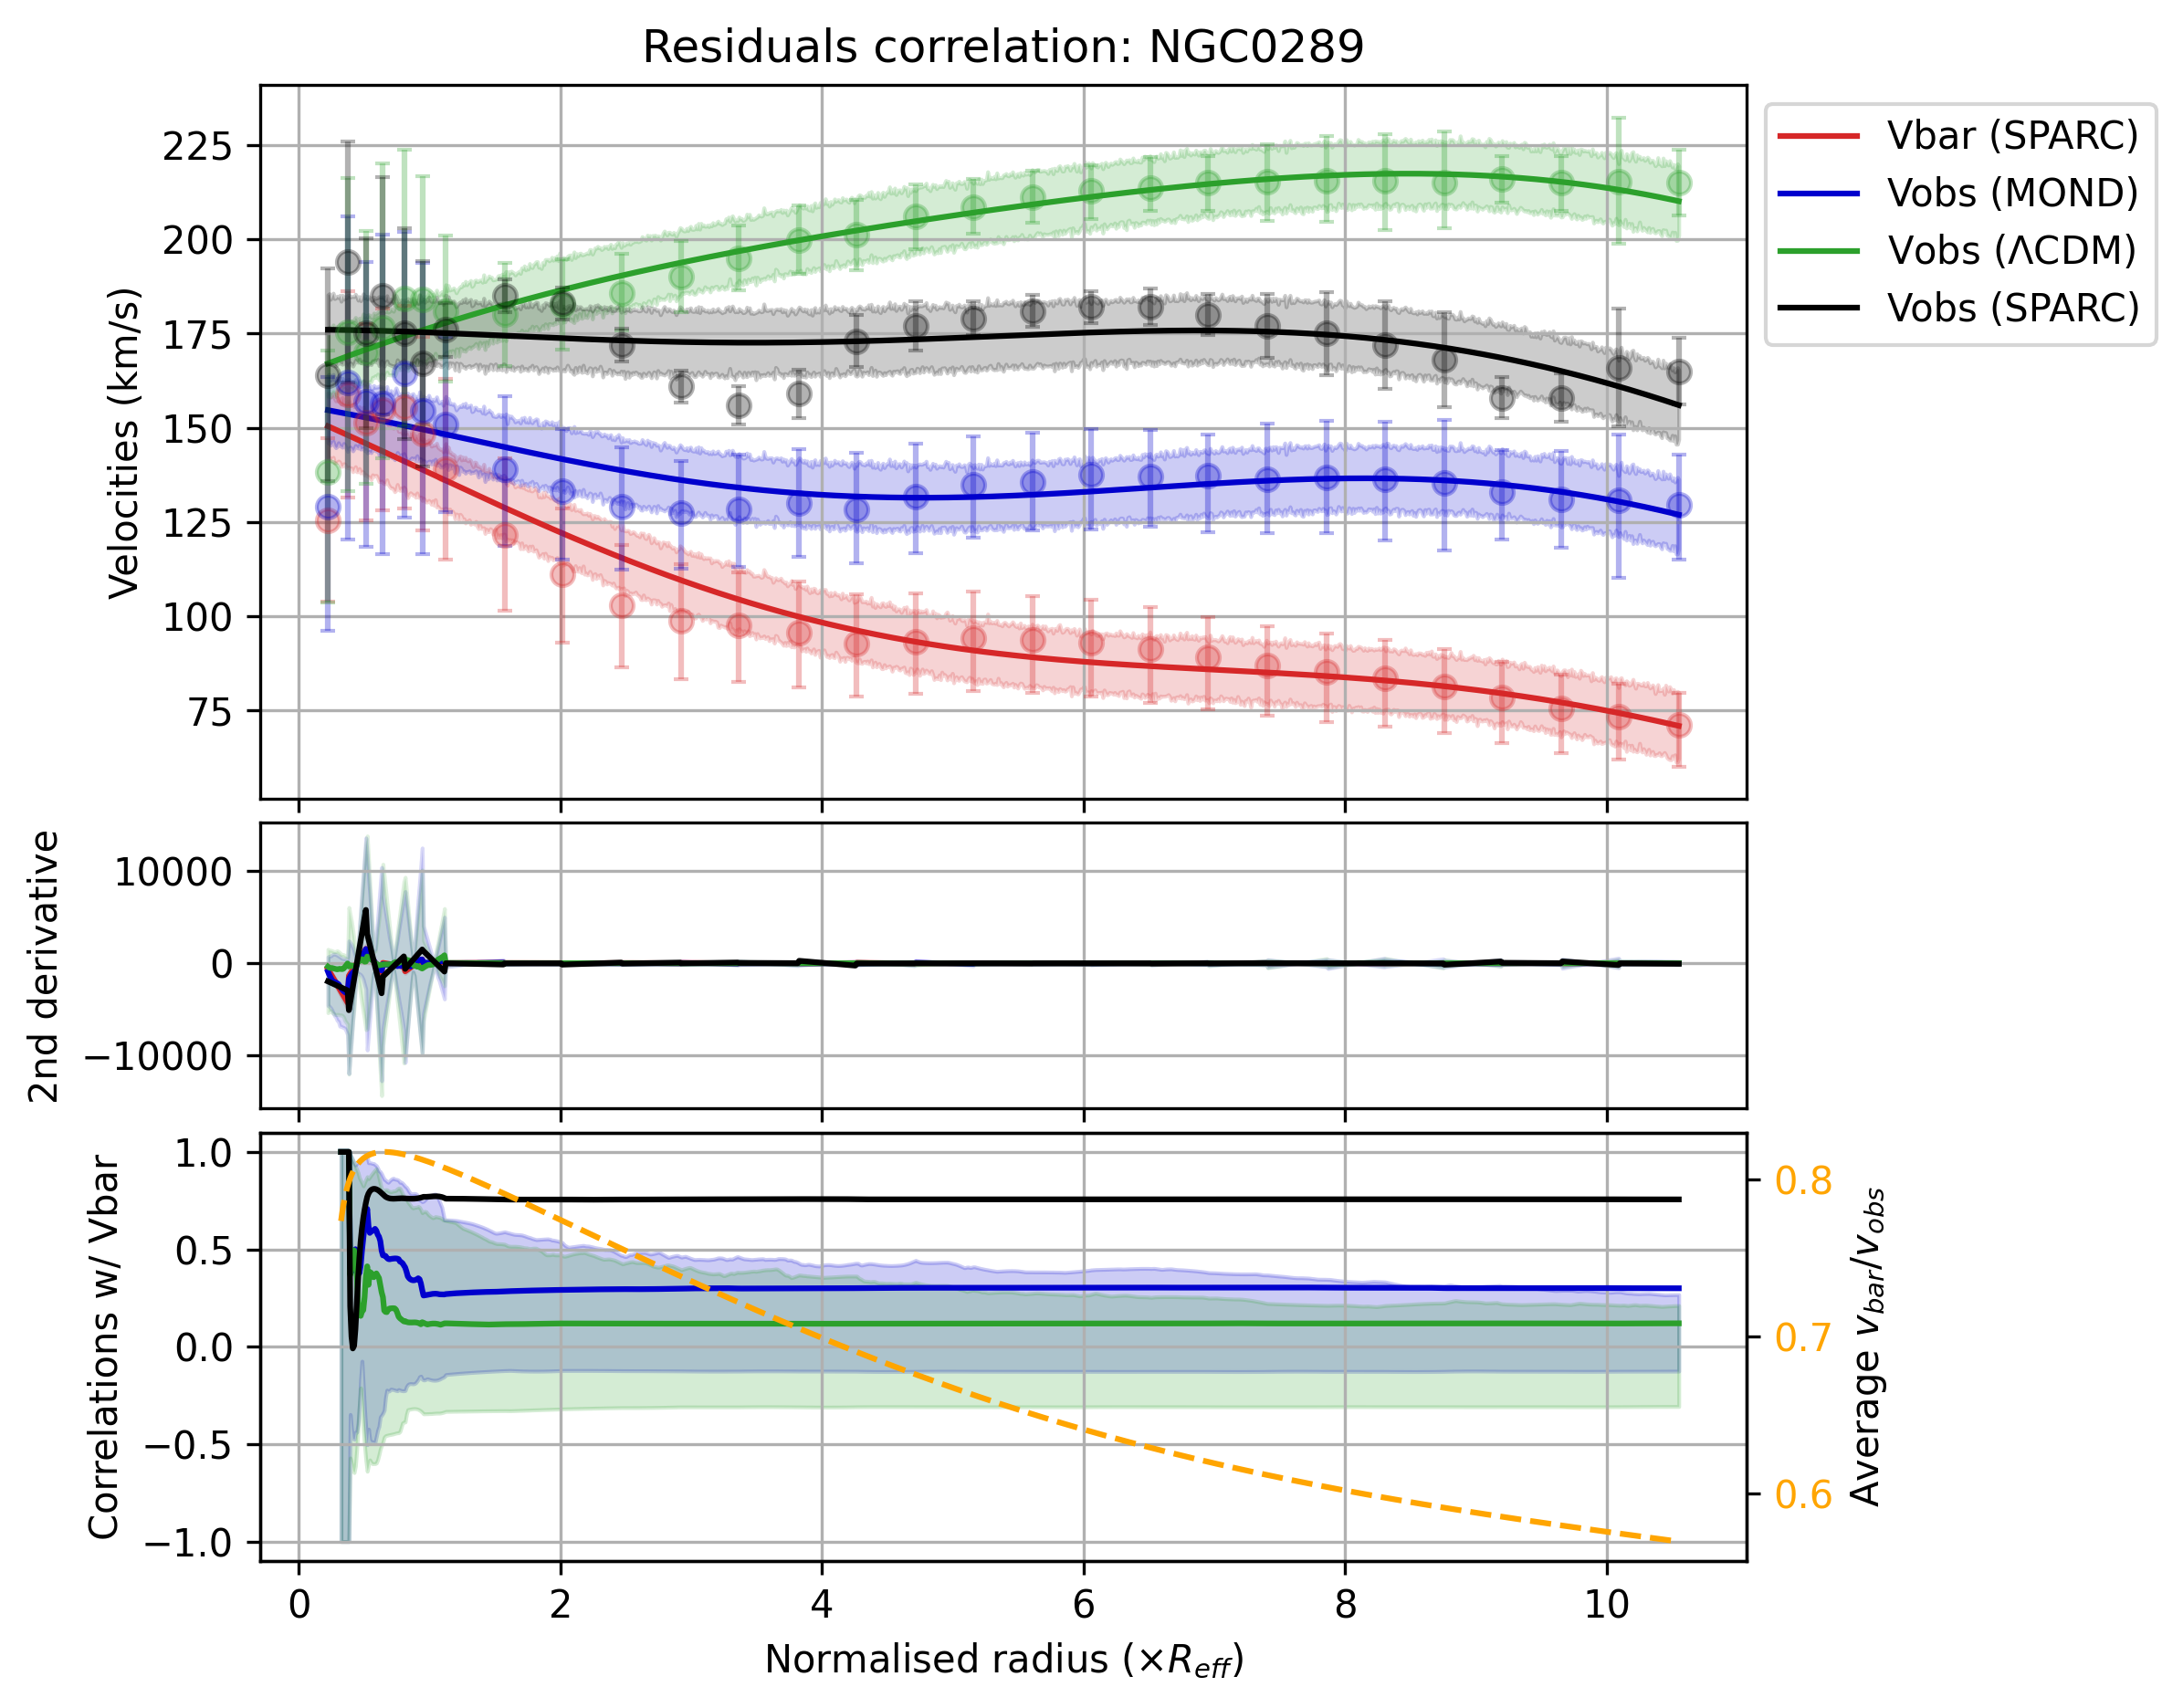 Residuals correlation: NGC0289
Velocities (km/s)
225
200
175
150
125
100
75
Vbar (SPARC)
Vobs (MOND)
Vobs (ΛCDM)
Vobs (SPARC)
2nd derivative
10000
0
−10000
Correlations w/ Vbar
1.0
0.5
0.0
−0.5
−1.0
0.8
0.7
0.6
Average v_bar/v_obs
0 2 4 6 8 10
Normalised radius (×R_eff)